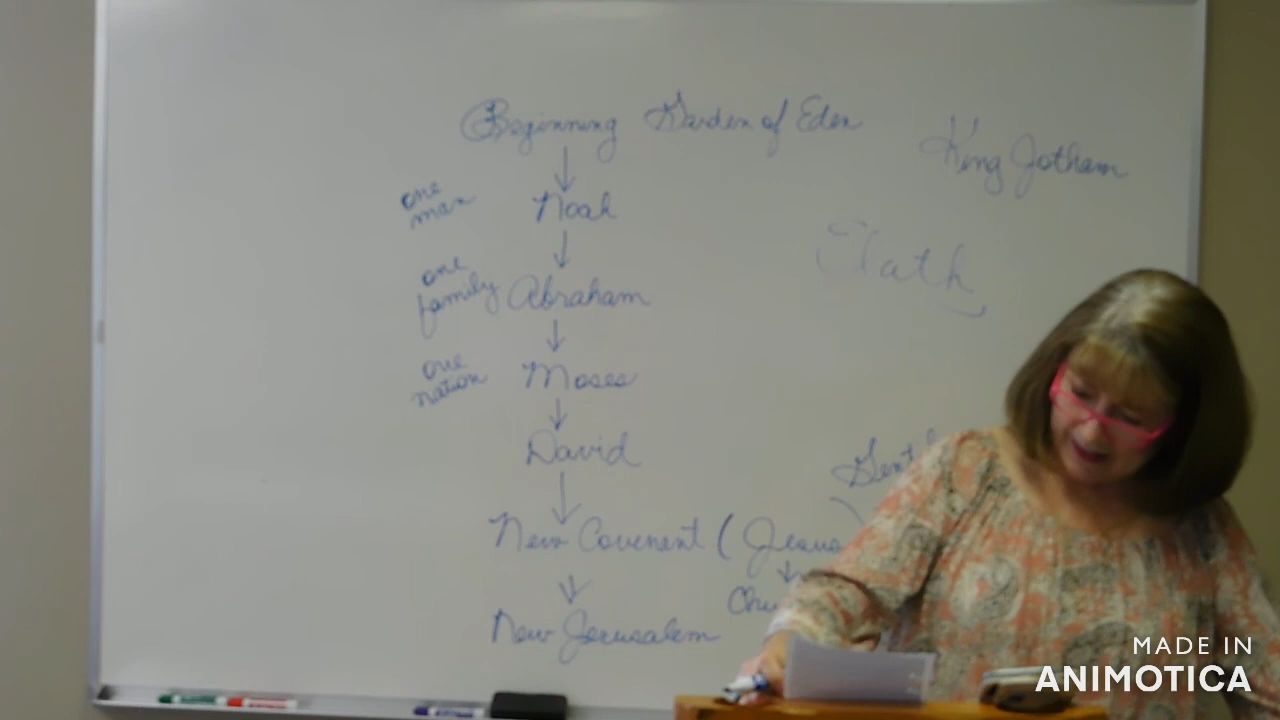 Beginning Garden of Eden
King Jotham
one
man
Noah
one
family
Abraham
one
nation
Moses
David
New Covenent ( Jesus
New Jerusalem
MADE IN
ANIMOTICA